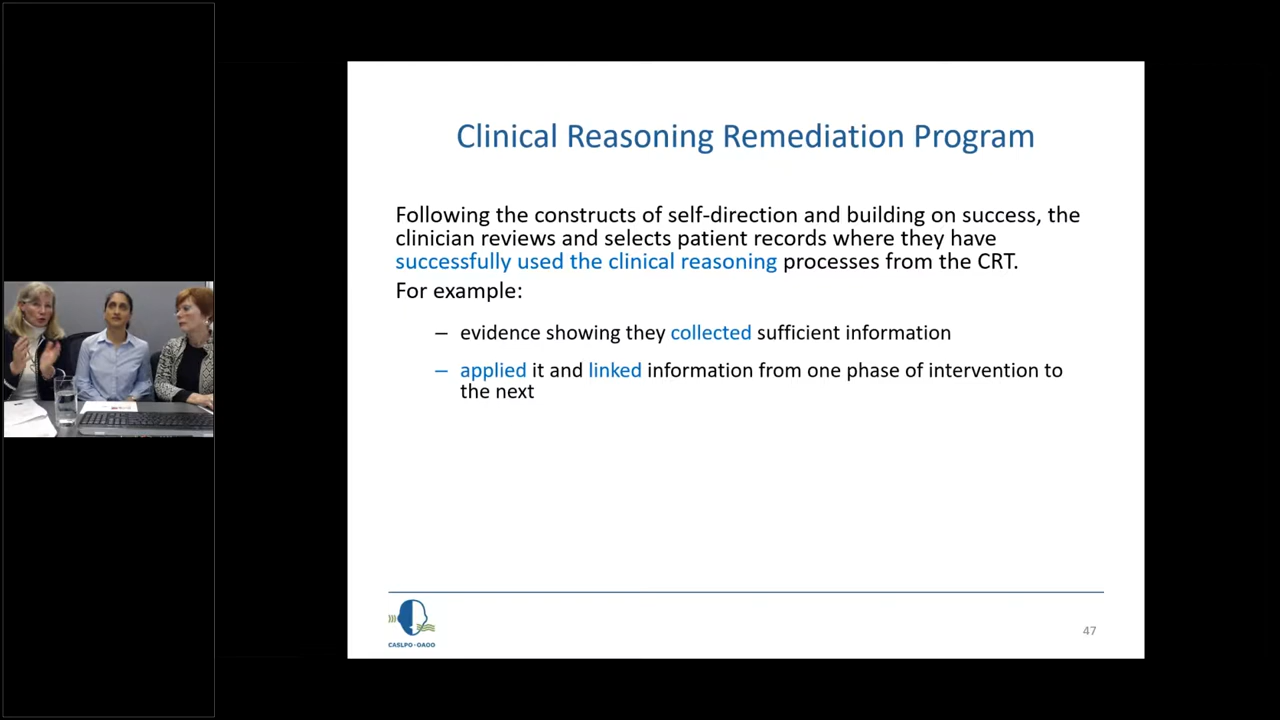 Clinical Reasoning Remediation Program
Following the constructs of self-direction and building on success, the
clinician reviews and selects patient records where they have
successfully used the clinical reasoning processes from the CRT.
For example:
– evidence showing they collected sufficient information
– applied it and linked information from one phase of intervention to
the next
CASLPO•OAOO
47